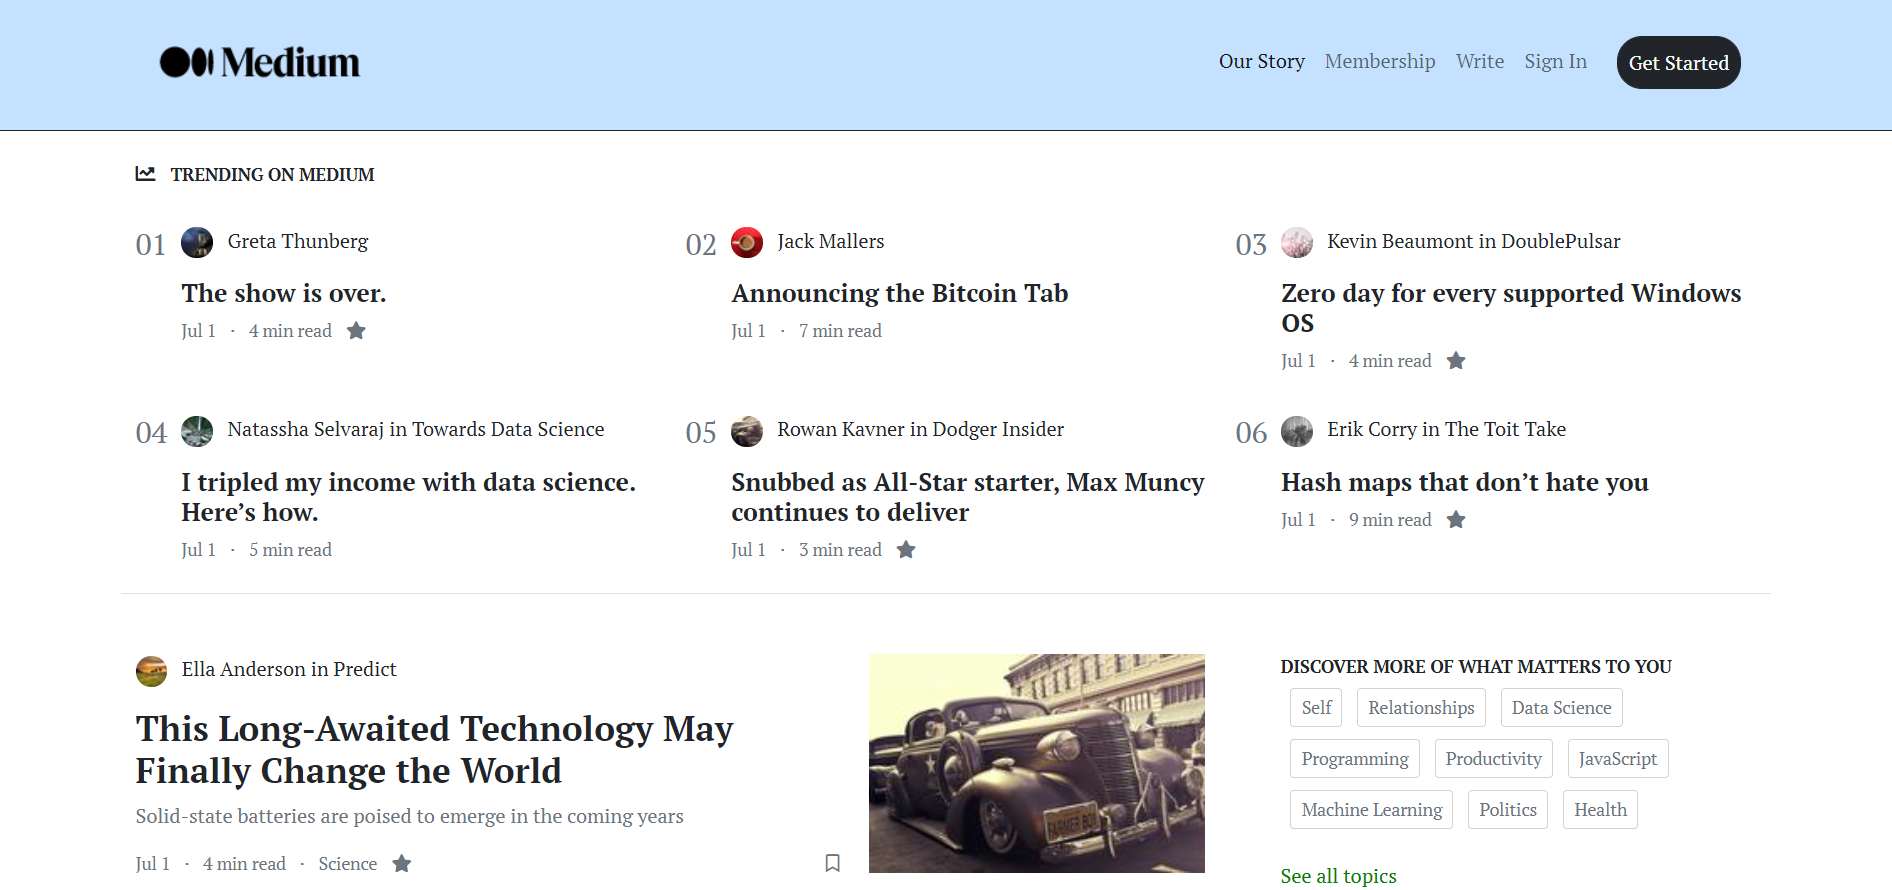 Medium
Our Story Membership Write Sign In Get Started
TRENDING ON MEDIUM
01 Greta Thunberg
The show is over.
Jul 1 · 4 min read
02 Jack Mallers
Announcing the Bitcoin Tab
Jul 1 · 7 min read
03 Kevin Beaumont in DoublePulsar
Zero day for every supported Windows
OS
Jul 1 · 4 min read
04 Natassha Selvaraj in Towards Data Science
I tripled my income with data science.
Here’s how.
Jul 1 · 5 min read
05 Rowan Kavner in Dodger Insider
Snubbed as All-Star starter, Max Muncy
continues to deliver
Jul 1 · 3 min read
06 Erik Corry in The Toit Take
Hash maps that don’t hate you
Jul 1 · 9 min read
Ella Anderson in Predict
This Long-Awaited Technology May
Finally Change the World
Solid-state batteries are poised to emerge in the coming years
Jul 1 · 4 min read · Science
FARMER BOY
DISCOVER MORE OF WHAT MATTERS TO YOU
Self Relationships Data Science
Programming Productivity JavaScript
Machine Learning Politics Health
See all topics